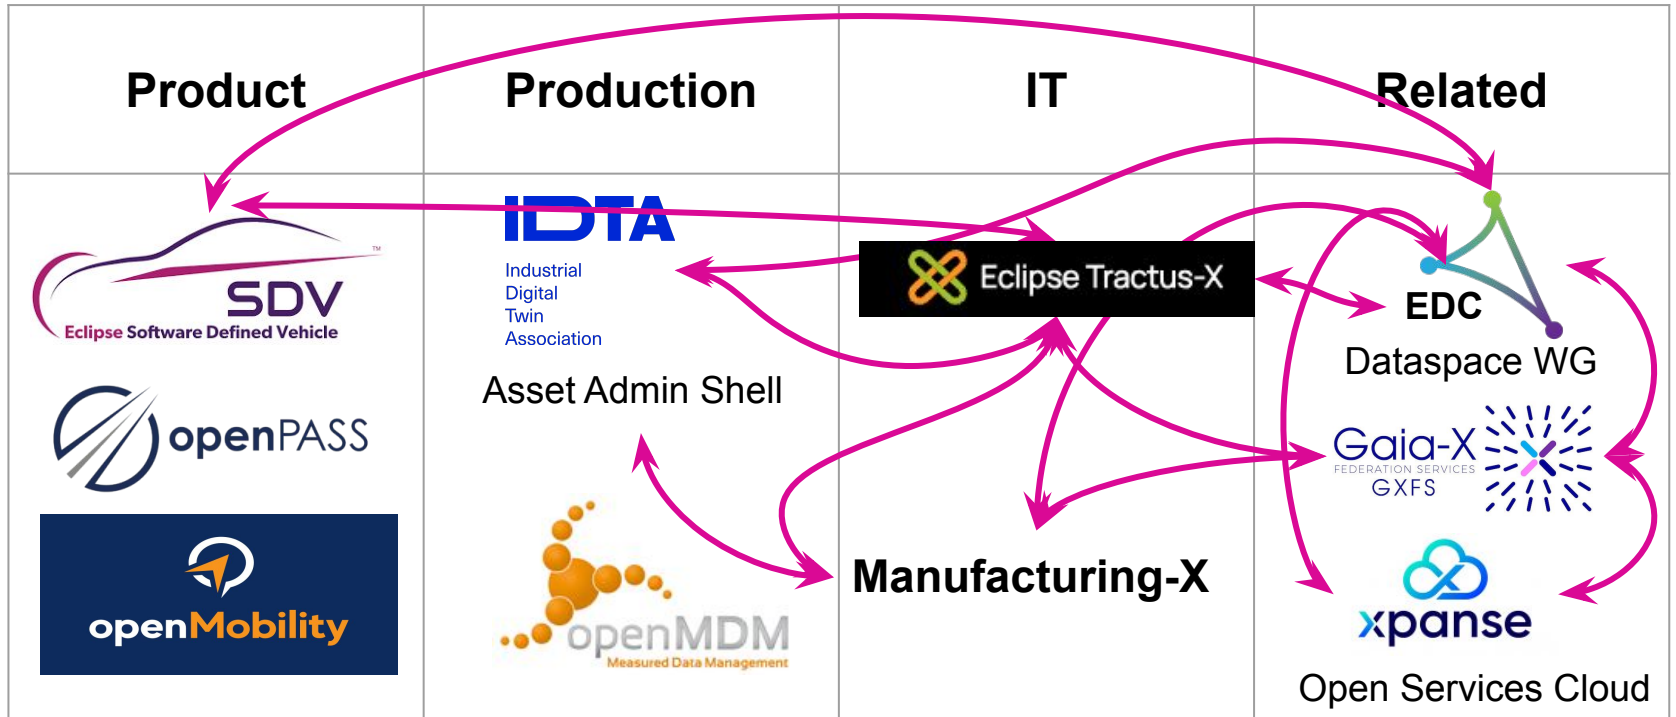 Product
Production
IT
Related
SDV
™
Eclipse Software Defined Vehicle
openPASS
openMobility
IDTA
Industrial
Digital
Twin
Association
Asset Admin Shell
openMDM
Measured Data Management
Eclipse Tractus-X
Manufacturing-X
EDC
Dataspace WG
Gaia-X
FEDERATION SERVICES
GXFS
xpanse
Open Services Cloud